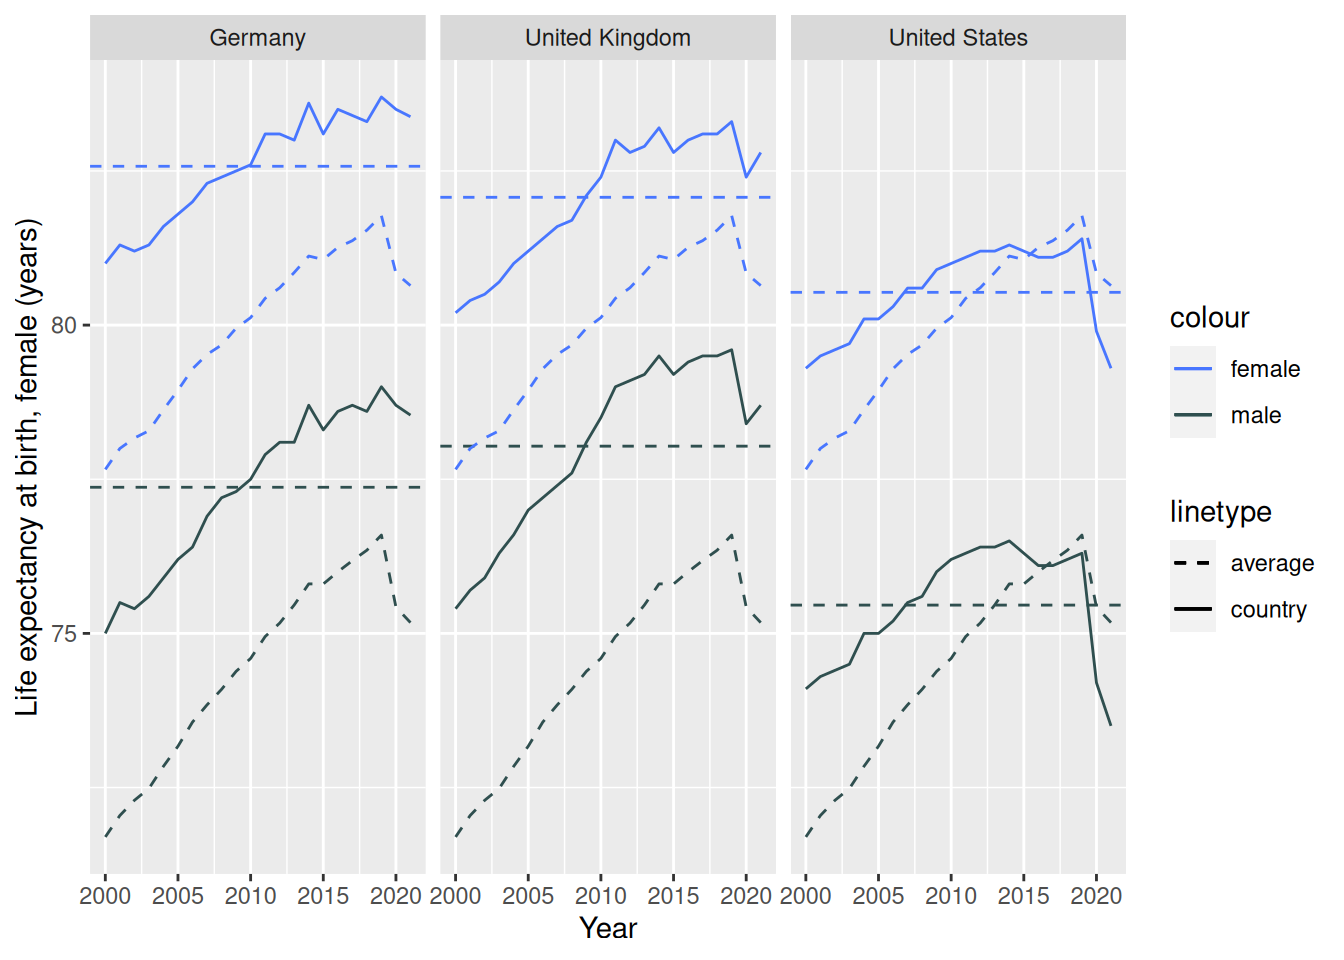 Germany
United Kingdom
United States
Life expectancy at birth, female (years)
80
75
2000 2005 2010 2015 2020
2000 2005 2010 2015 2020
2000 2005 2010 2015 2020
Year
colour
female
male
linetype
average
country